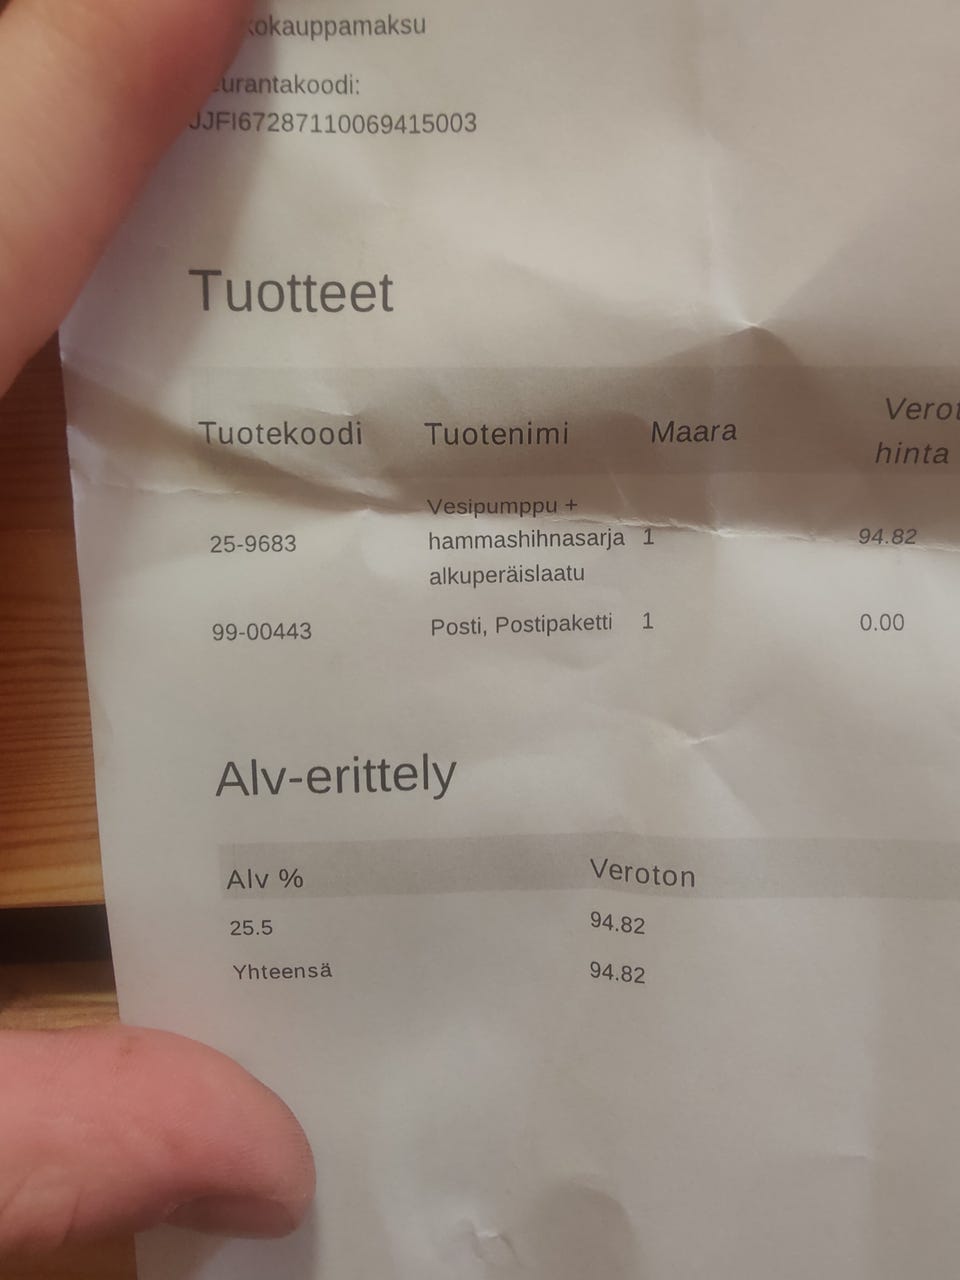 kokauppamaksu
urantakoodi:
JJFI67287110069415003
Tuotteet
Tuotekoodi Tuotenimi Maara Verot
hinta
25-9683 Vesipumppu +
hammashihnasarja
alkuperäislaatu 1 94.82
99-00443 Posti, Postipaketti 1 0.00
Alv-erittely
Alv % Veroton
25.5 94.82
Yhteensä 94.82